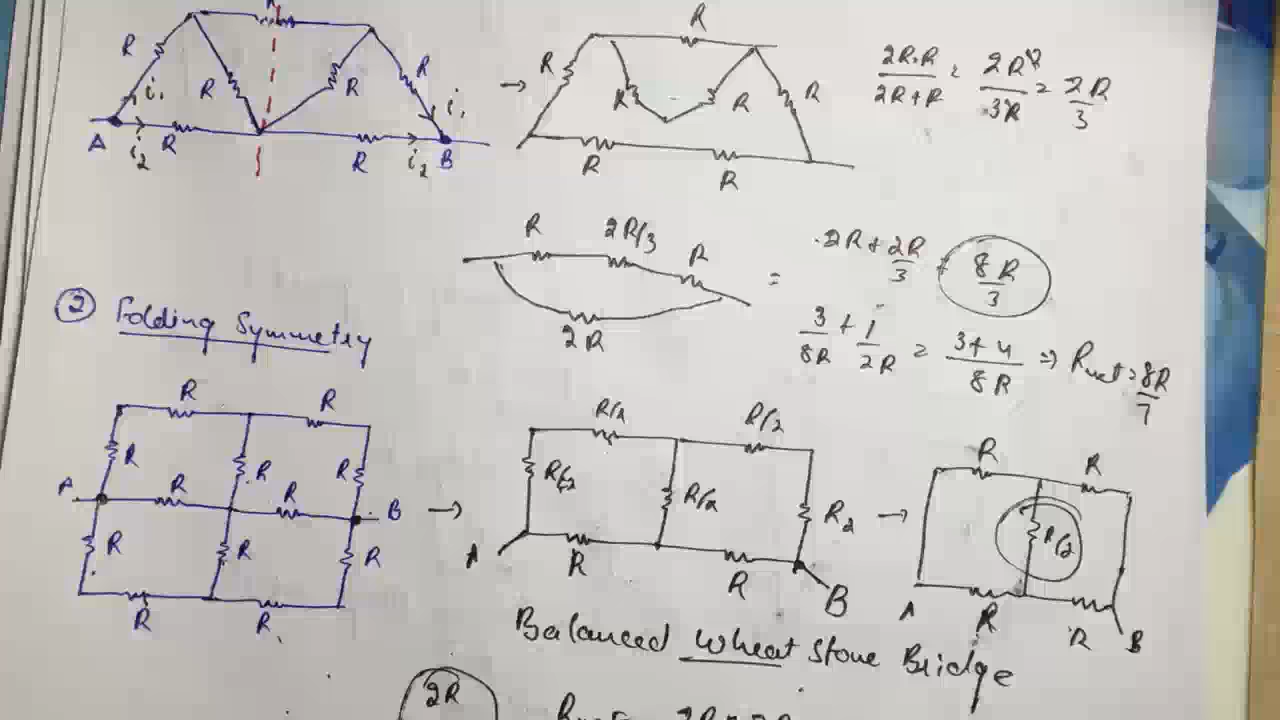 R R R R R
A i₁ i₂ R R i₁ i₂ B
→ R R R R R R R
2R·R/2R+R = 2R²/3R = 2R/3
R 2R/3 R
2R
= 2R + 2R/3 = 8R/3
3/8R + 1/2R = 3+4/8R ⇒ Rnet = 8R/7
② Folding Symmetry
R R
R R R
A R R B
R R R
R R
→ R/2 R/2
R/2 R/2 R2
A R R B
→ R R
R/2
A R R B
Balanced Wheat Stone Bridge
2R